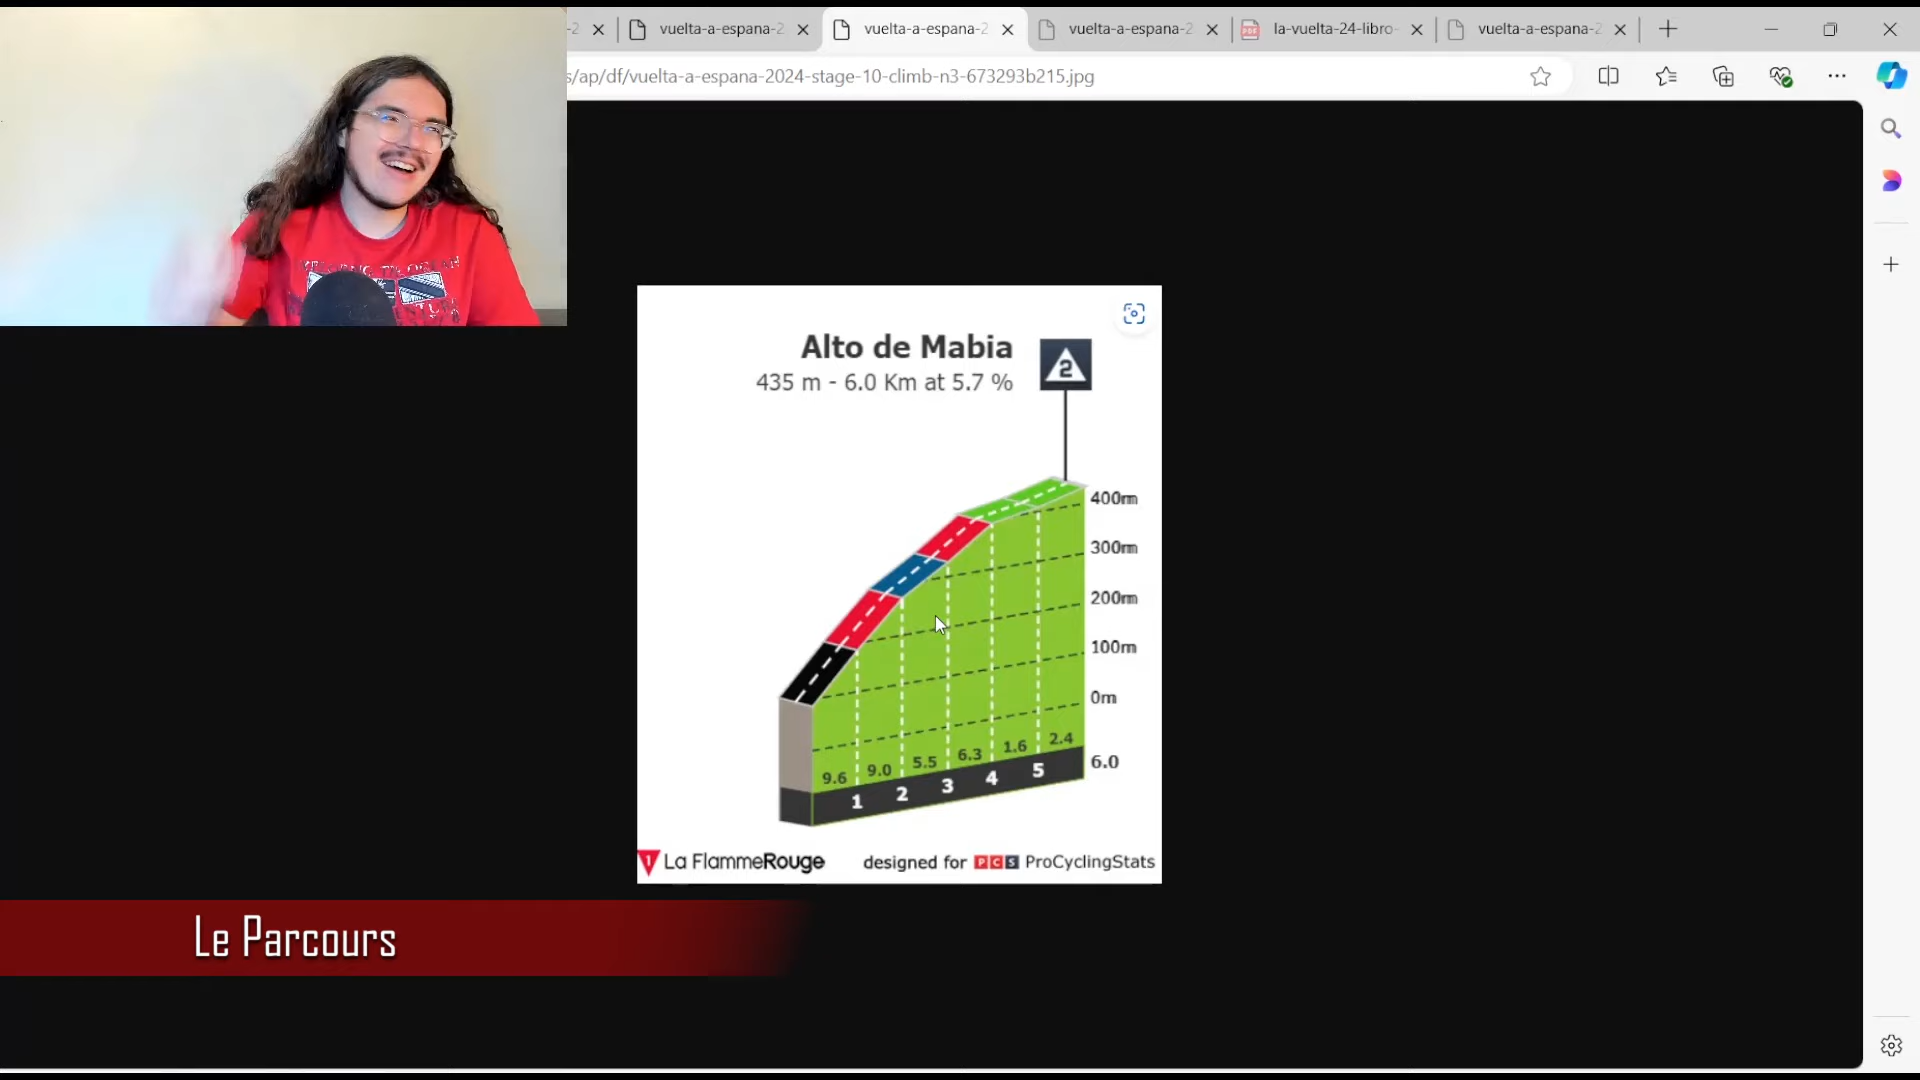 -2
vuelta-a-espana-2
vuelta-a-espana-2
vuelta-a-espana-2
la-vuelta-24-libro-
vuelta-a-espana-2
s/ap/df/vuelta-a-espana-2024-stage-10-climb-n3-673293b215.jpg
Alto de Mabia
2
435 m - 6.0 Km at 5.7 %
400m
300m
200m
100m
0m
9.6 9.0 5.5 6.3 1.6 2.4
1 2 3 4 5 6.0
1 La FlammeRouge designed for PCS ProCyclingStats
Le Parcours